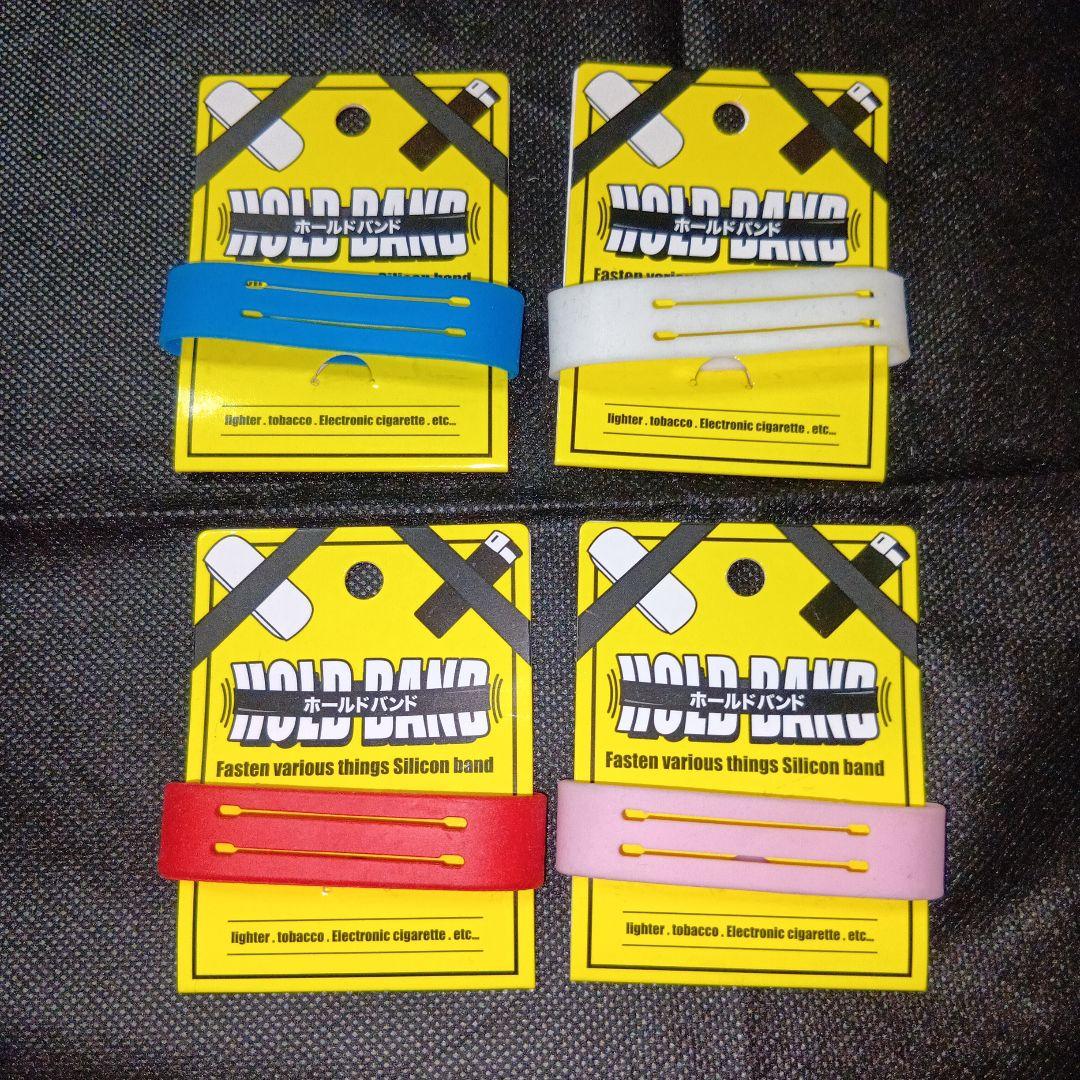 HOLD BAND
ホールドバンド
Silicon band
lighter . tobacco . Electronic cigarette . etc...
HOLD BAND
ホールドバンド
Fasten various
lighter . tobacco . Electronic cigarette . etc...
HOLD BAND
ホールドバンド
Fasten various things Silicon band
lighter . tobacco . Electronic cigarette . etc...
HOLD BAND
ホールドバンド
Fasten various things Silicon band
lighter . tobacco . Electronic cigarette . etc...